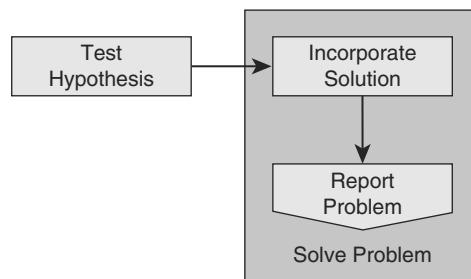 Test
Hypothesis
Incorporate
Solution
Report
Problem
Solve Problem